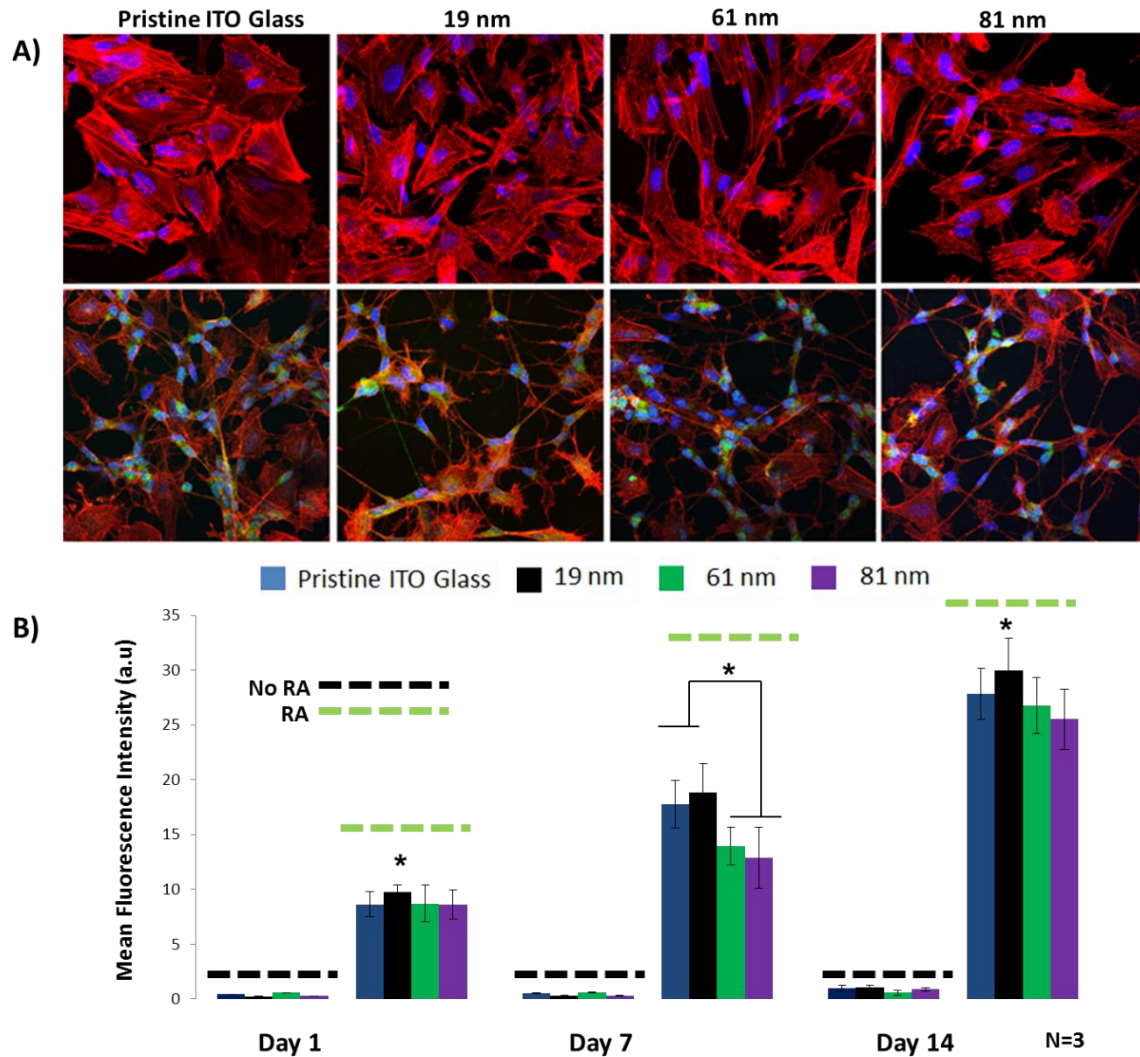 Pristine ITO Glass 19 nm 61 nm 81 nm
A)
Pristine ITO Glass 19 nm 61 nm 81 nm
B)
Mean Fluorescence Intensity (a.u)
35
30
25
20
15
10
5
0
No RA
RA
*
*
*
Day 1 Day 7 Day 14 N=3